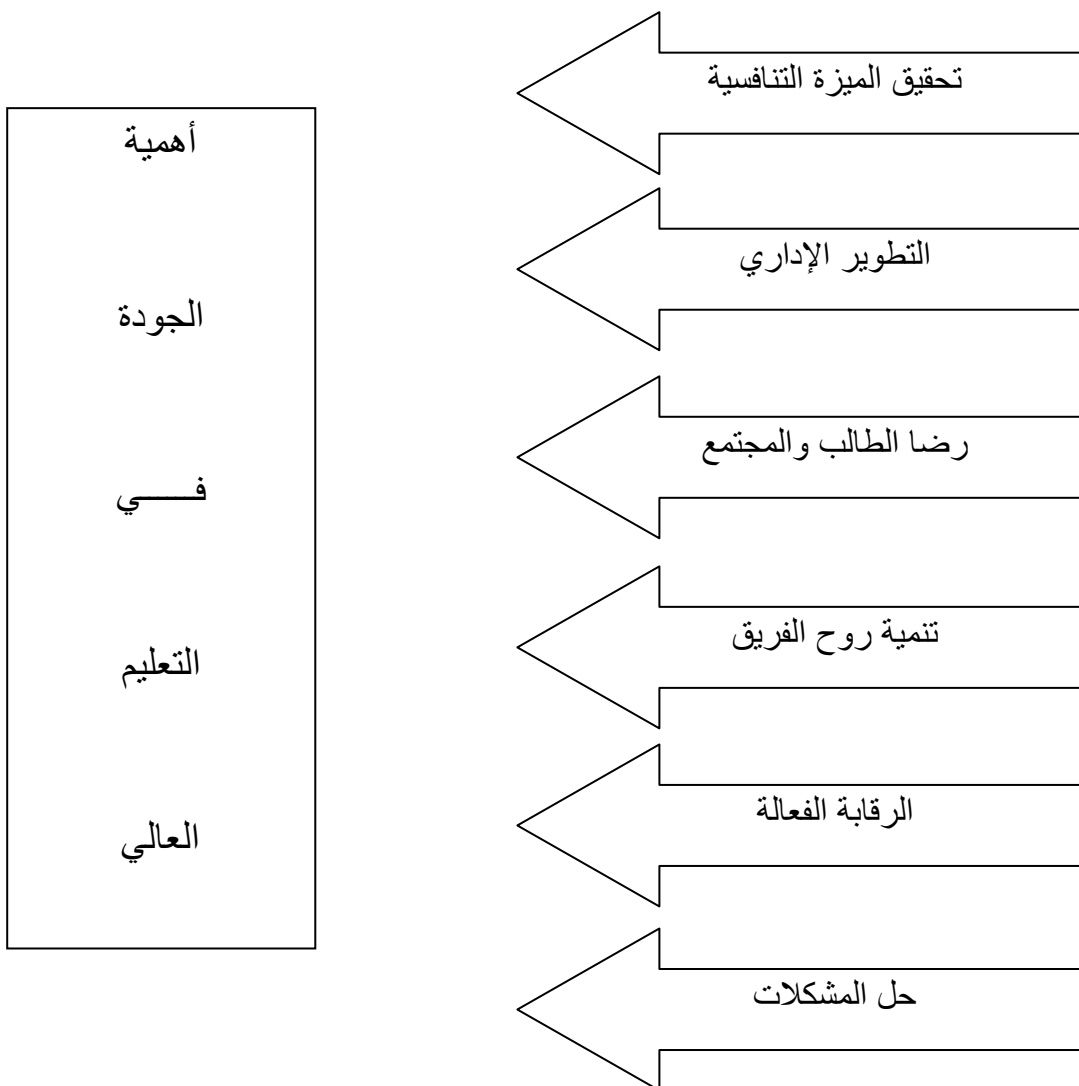 تحقيق الميزة التنافسية
التطوير الإداري
رضا الطالب والمجتمع
تنمية روح الفريق
الرقابة الفعالة
حل المشكلات
أهمية
الجودة
فـــــي
التعليم
العالي